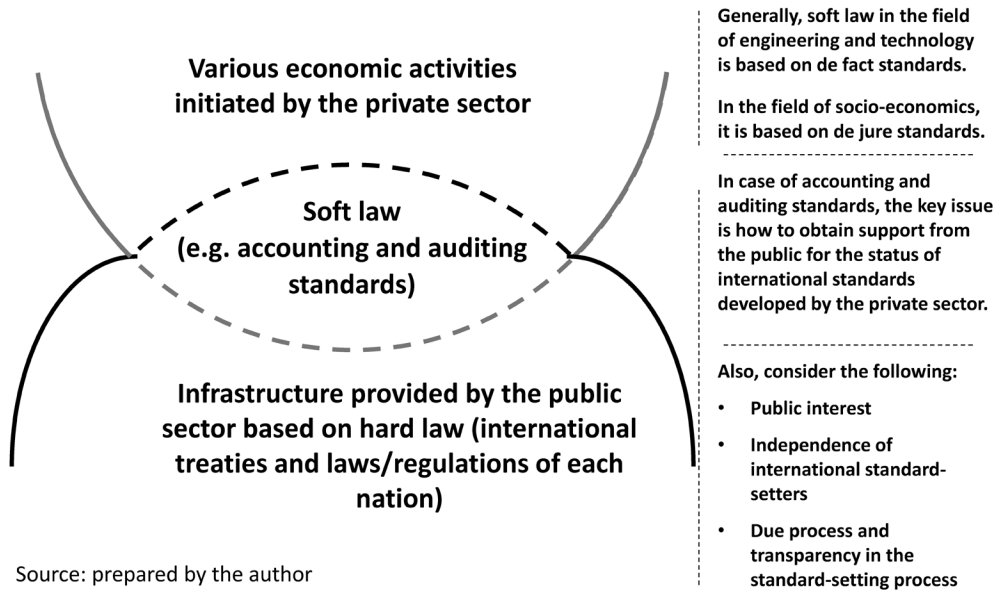 Various economic activities
initiated by the private sector
Soft law
(e.g. accounting and auditing
standards)
Infrastructure provided by the public
sector based on hard law (international
treaties and laws/regulations of each
nation)
Source: prepared by the author
Generally, soft law in the field
of engineering and technology
is based on de fact standards.
In the field of socio-economics,
it is based on de jure standards.
In case of accounting and
auditing standards, the key issue
is how to obtain support from
the public for the status of
international standards
developed by the private sector.
Also, consider the following:
• Public interest
• Independence of
international standard-
setters
• Due process and
transparency in the
standard-setting process